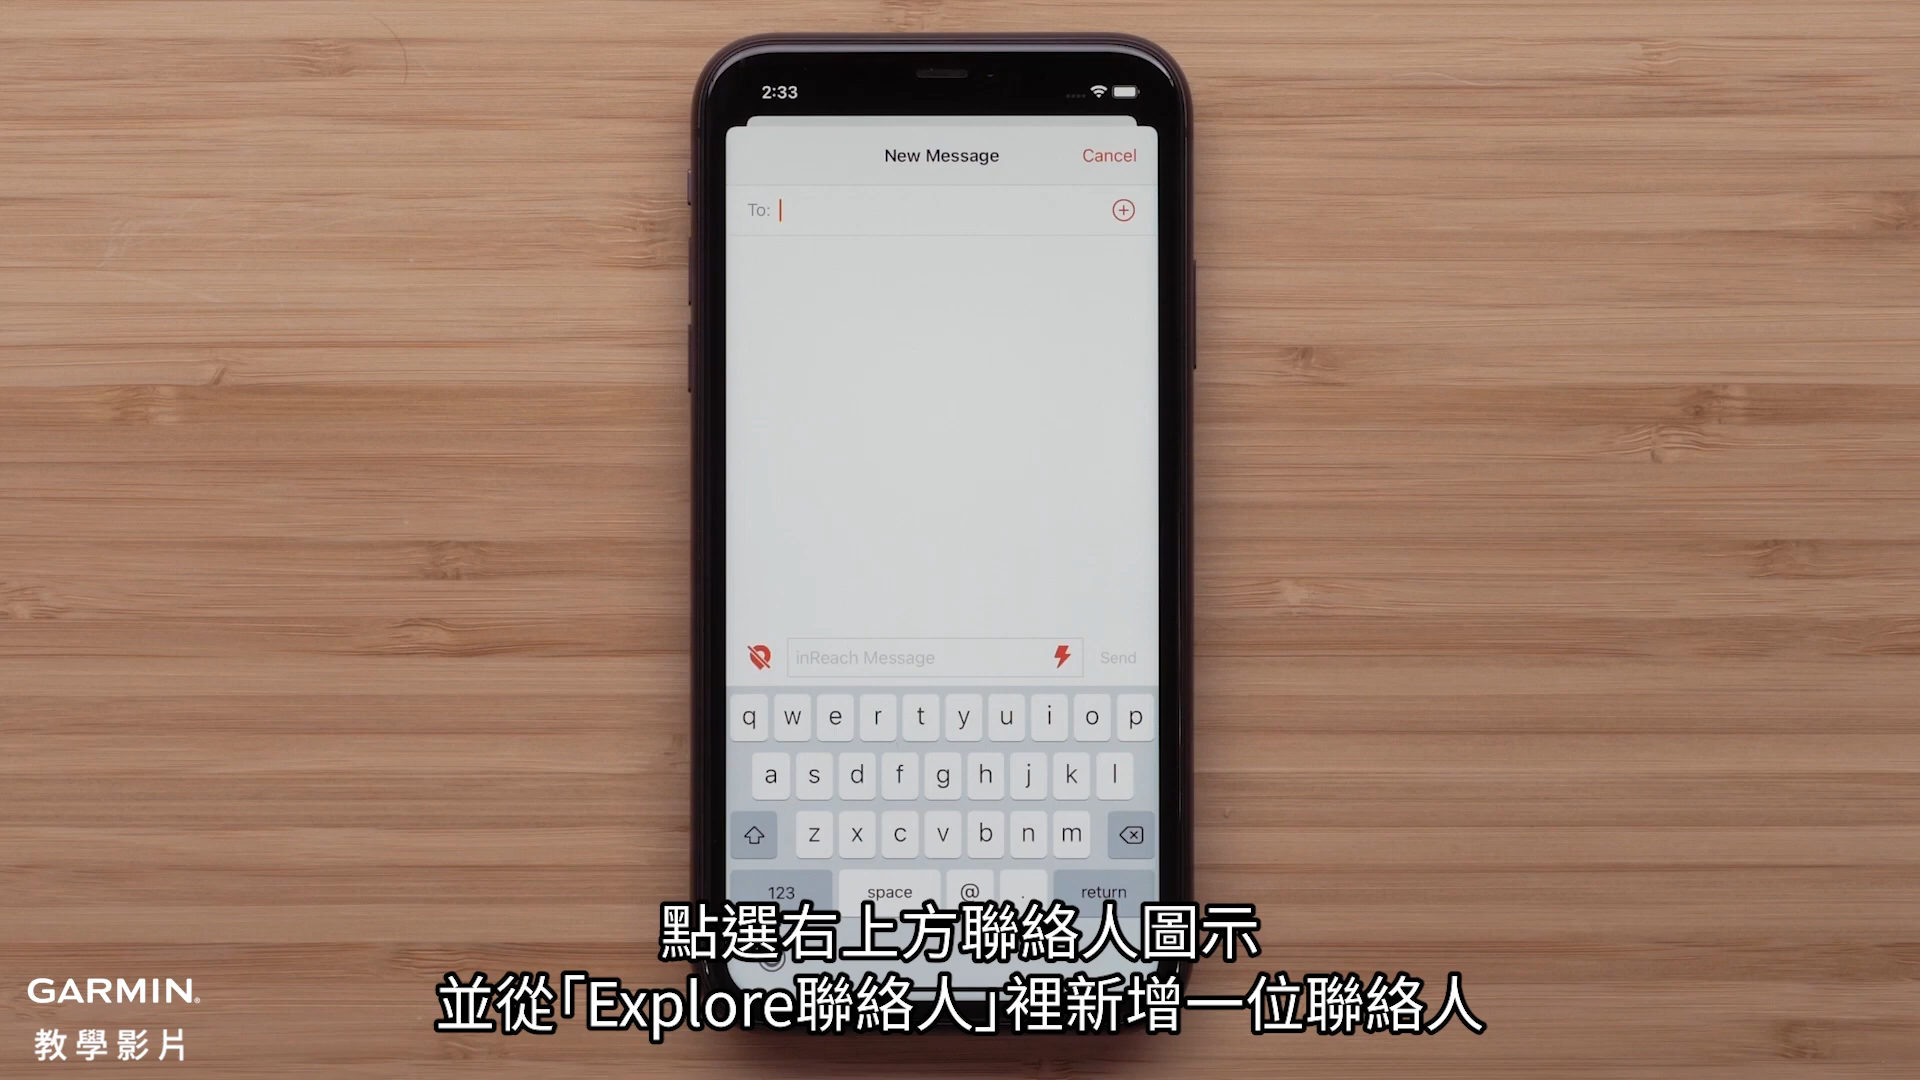 2:33
New Message
Cancel
To:
inReach Message
Send
q w e r t y u i o p
a s d f g h j k l
z x c v b n m
123 space @ . return
點選右上方聯絡人圖示
並從「Explore聯絡人」裡新增一位聯絡人
GARMIN
教學影片